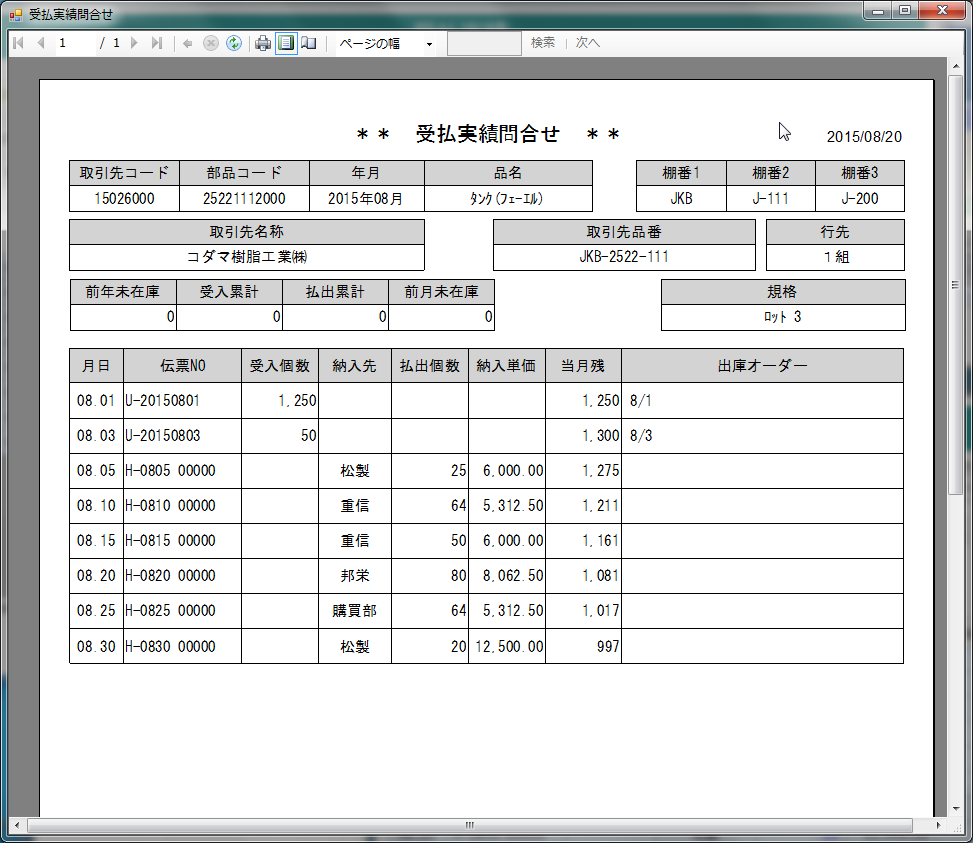 受払実績問合せ
1 / 1 ページの幅 検索 次へ
＊＊ 受払実績問合せ ＊＊
2015/08/20
取引先コード 部品コード 年月 品名 棚番1 棚番2 棚番3
15026000 25221112000 2015年08月 ﾀﾝｸ(ﾌｭｰｴﾙ) JKB J-111 J-200
取引先名称 取引先品番 行先
コダマ樹脂工業㈱ JKB-2522-111 1組
前年未在庫 受入累計 払出累計 前月未在庫 規格
0 0 0 0 ﾛｯﾄ 3
月日 伝票NO 受入個数 納入先 払出個数 納入単価 当月残 出庫オーダー
08.01 U-20150801 1,250 1,250 8/1
08.03 U-20150803 50 1,300 8/3
08.05 H-0805 00000 松製 25 6,000.00 1,275
08.10 H-0810 00000 重信 64 5,312.50 1,211
08.15 H-0815 00000 重信 50 6,000.00 1,161
08.20 H-0820 00000 邦栄 80 8,062.50 1,081
08.25 H-0825 00000 購買部 64 5,312.50 1,017
08.30 H-0830 00000 松製 20 12,500.00 997